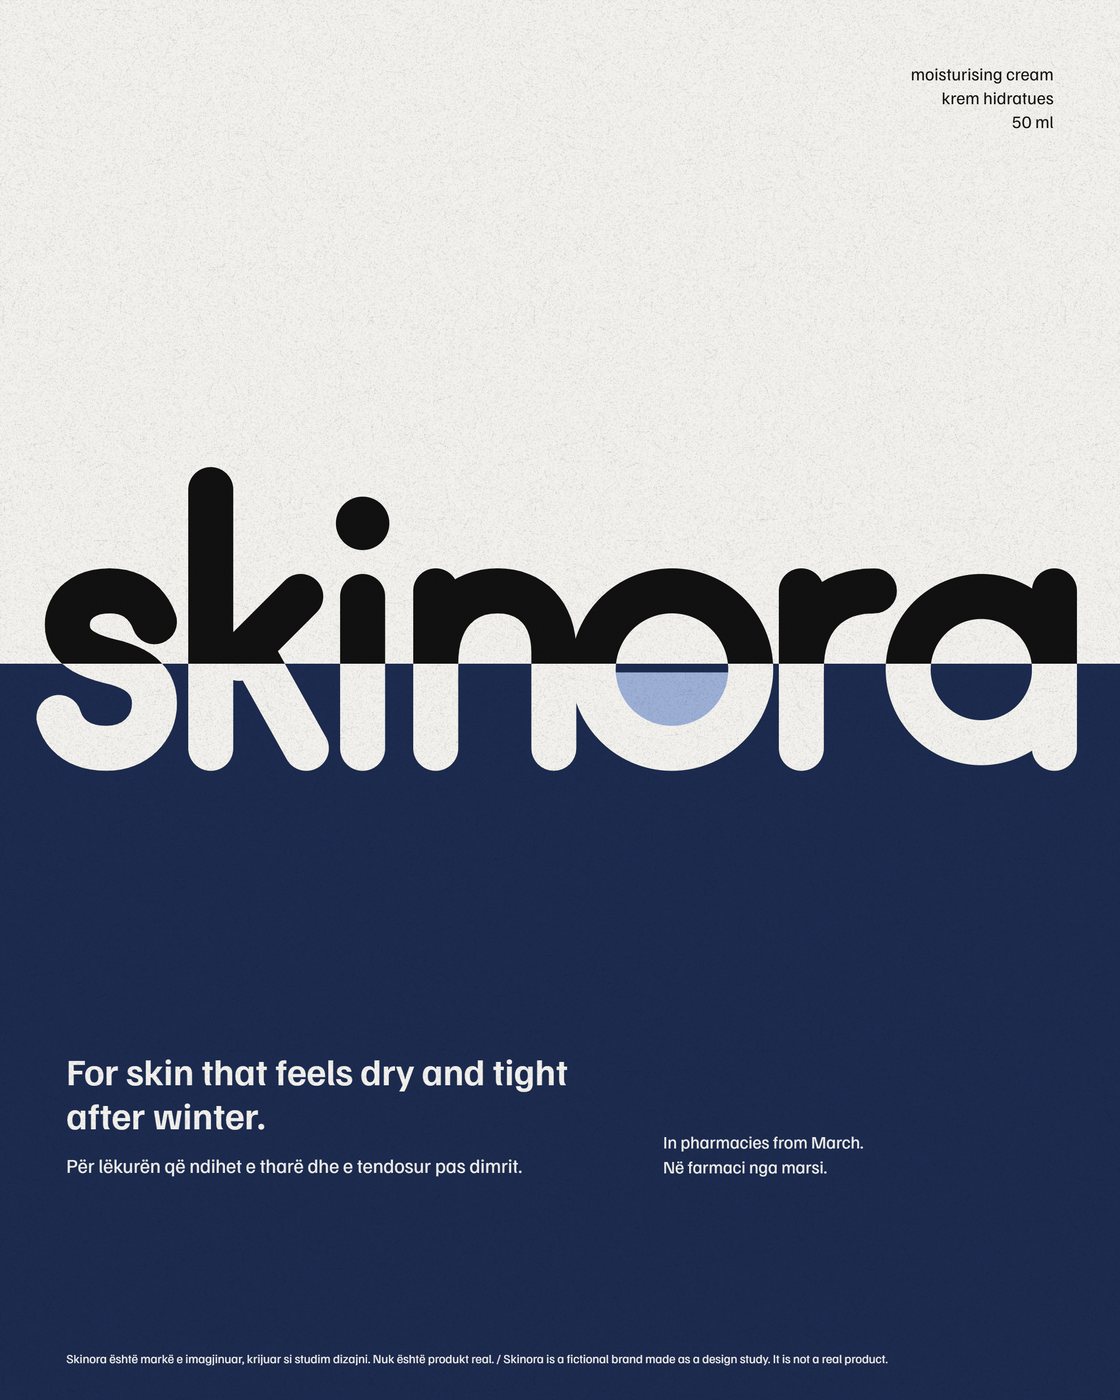 moisturising cream
krem hidratues
50 ml
skinora
For skin that feels dry and tight
after winter.
Për lëkurën që ndihet e tharë dhe e tendosur pas dimrit.
In pharmacies from March.
Në farmaci nga marsi.
Skinora është markë e imagjinuar, krijuar si studim dizajni. Nuk është produkt real. / Skinora is a fictional brand made as a design study. It is not a real product.